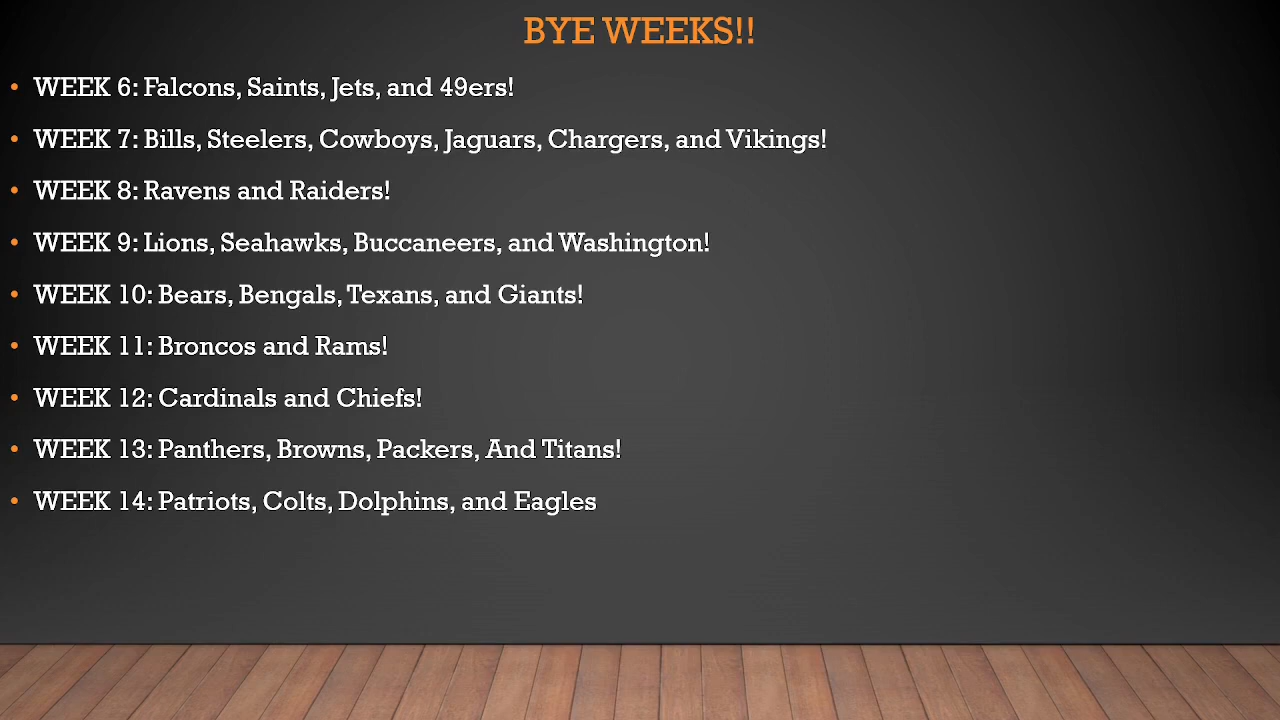 BYE WEEKS!!
• WEEK 6: Falcons, Saints, Jets, and 49ers!
• WEEK 7: Bills, Steelers, Cowboys, Jaguars, Chargers, and Vikings!
• WEEK 8: Ravens and Raiders!
• WEEK 9: Lions, Seahawks, Buccaneers, and Washington!
• WEEK 10: Bears, Bengals, Texans, and Giants!
• WEEK 11: Broncos and Rams!
• WEEK 12: Cardinals and Chiefs!
• WEEK 13: Panthers, Browns, Packers, And Titans!
• WEEK 14: Patriots, Colts, Dolphins, and Eagles